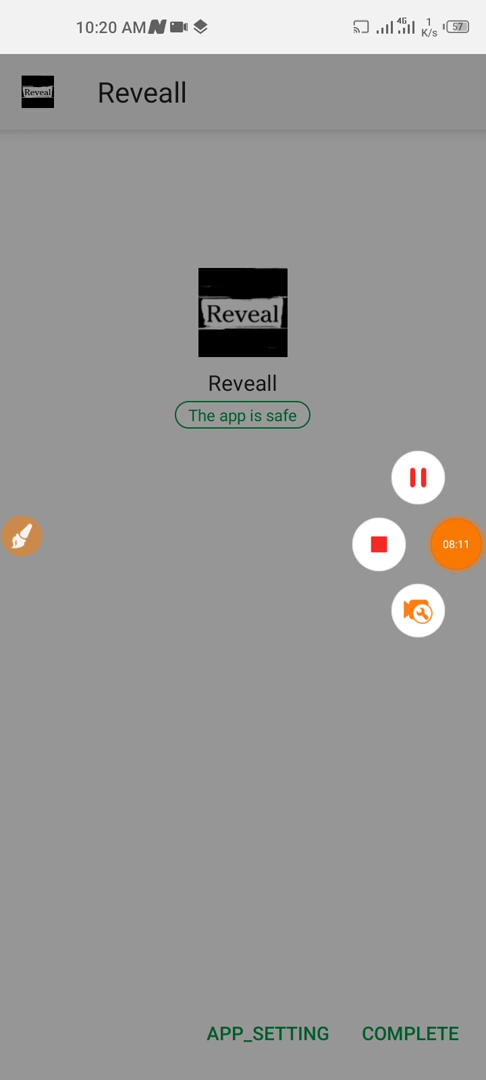 10:20 AM
4G
1
K/s
57
Reveal
Reveall
Reveal
Reveall
The app is safe
08:11
APP_SETTING
COMPLETE